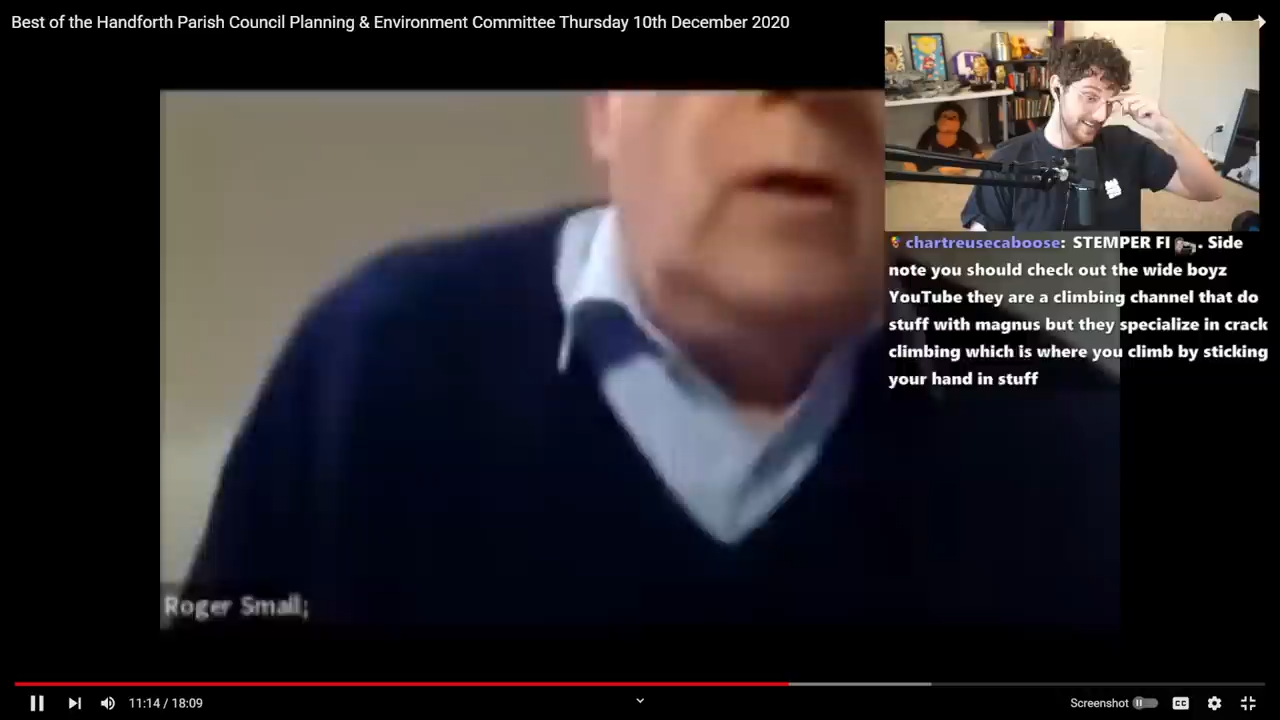 Best of the Handforth Parish Council Planning & Environment Committee Thursday 10th December 2020
chartreusecaboose: STEMPER FI . Side
note you should check out the wide boyz
YouTube they are a climbing channel that do
stuff with magnus but they specialize in crack
climbing which is where you climb by sticking
your hand in stuff
Roger Small;
11:14 / 18:09
Screenshot
CC